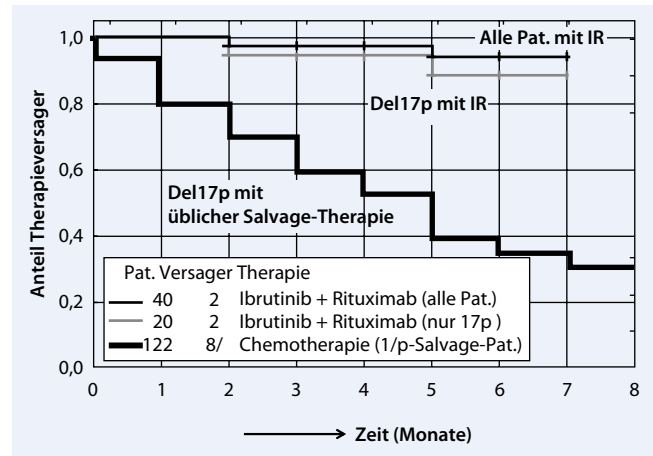 1,0
0,8
0,6
0,4
0,2
0,0
Anteil Therapieversager
Alle Pat. mit IR
Del17p mit IR
Del17p mit
üblicher Salvage-Therapie
Pat. Versager Therapie
40 2 Ibrutinib + Rituximab (alle Pat.)
20 2 Ibrutinib + Rituximab (nur 17p )
122 8/ Chemotherapie (1/p-Salvage-Pat.)
0 1 2 3 4 5 6 7 8
Zeit (Monate)